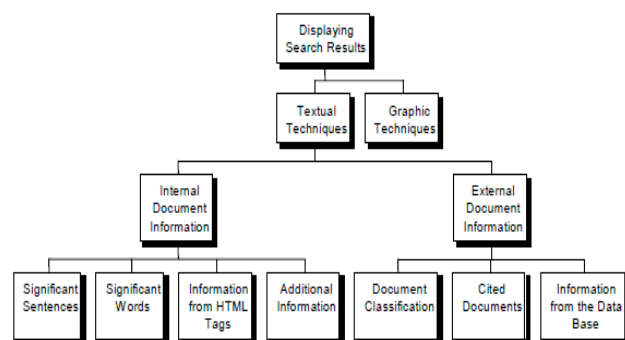 Displaying
Search Results
Textual
Techniques
Graphic
Techniques
Internal
Document
Information
External
Document
Information
Significant
Sentences
Significant
Words
Information
from HTML
Tags
Additional
Information
Document
Classification
Cited
Documents
Information
from the Data
Base